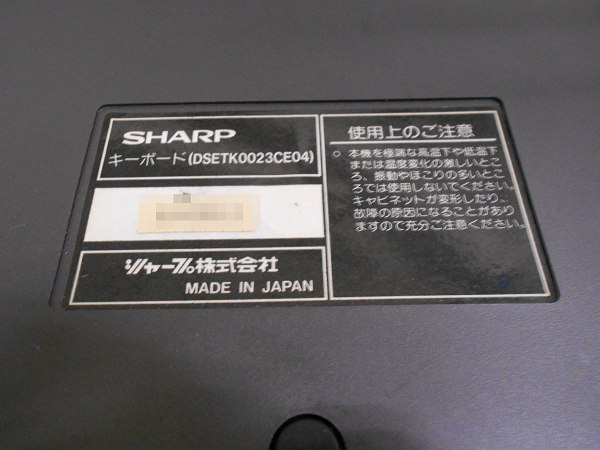 SHARP
キーボード(DSETK0023CE04)
シャープ株式会社
MADE IN JAPAN
使用上のご注意
○ 本機を極端な高温下や低温下
または温度変化の激しいとこ
ろ、振動やほこりの多いとこ
ろでは使用しないでください。
キャビネットが変形したり、
故障の原因になることがあり
ますので充分ご注意ください。